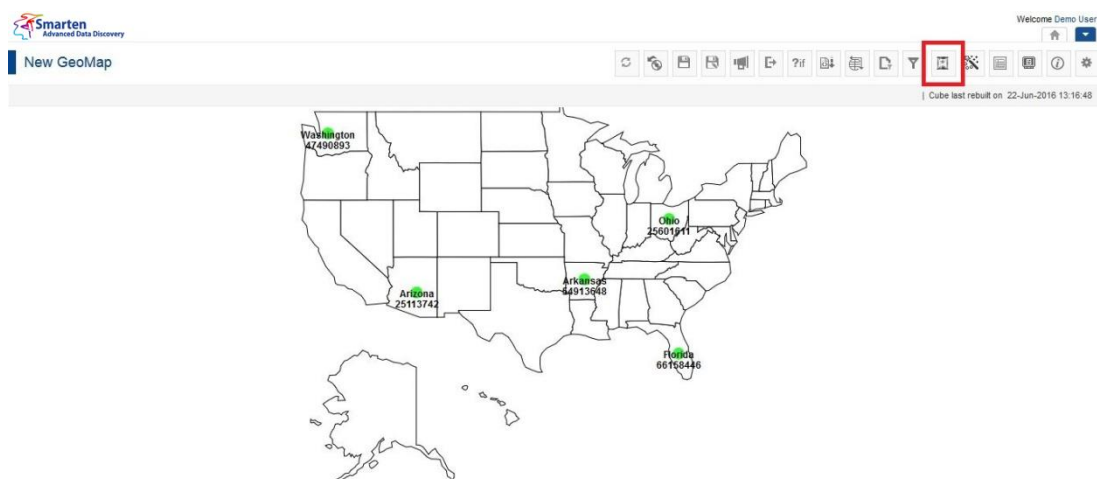 Smarten
Advanced Data Discovery
Welcome Demo User
New GeoMap
?if
| Cube last rebuilt on 22-Jun-2016 13:16:48
Washington
47490893
Ohio
25601611
Arkansas
54913648
Arizona
25113742
Florida
66158446